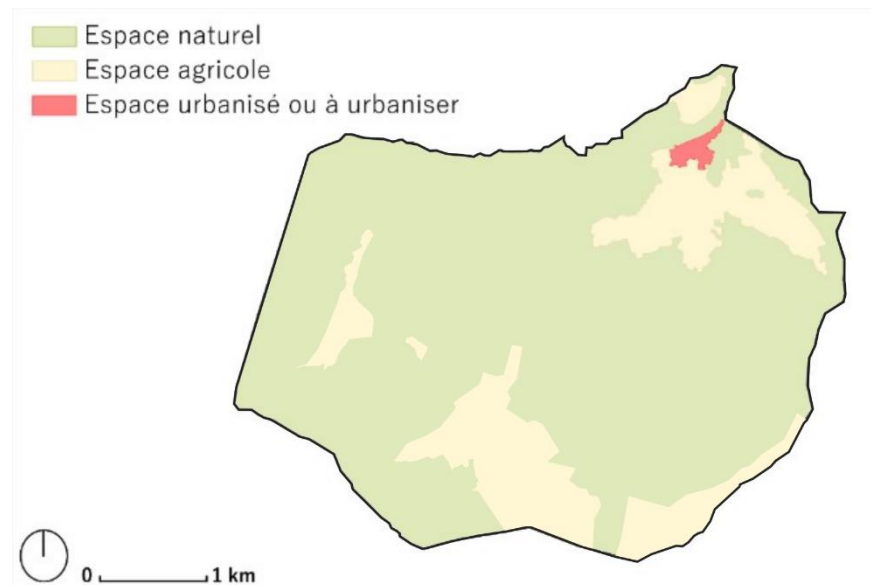 Espace naturel
Espace agricole
Espace urbanisé ou à urbaniser
0 1 km